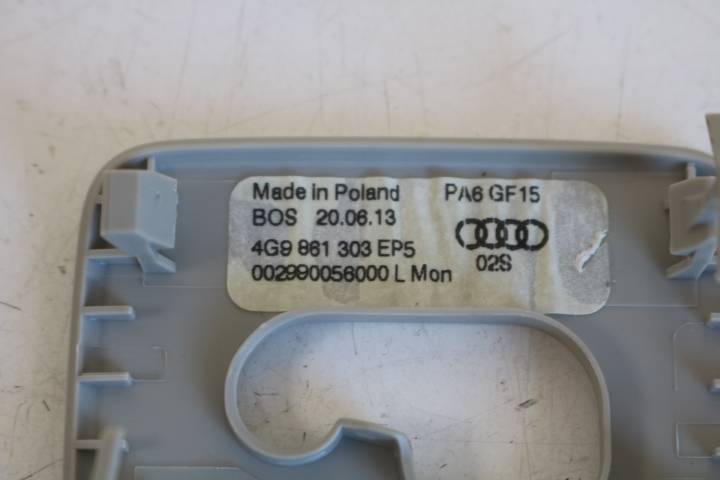 Made in Poland PA6 GF15
BOS 20.06.13
4G9 861 303 EP5
002990056000 L Mon 02S